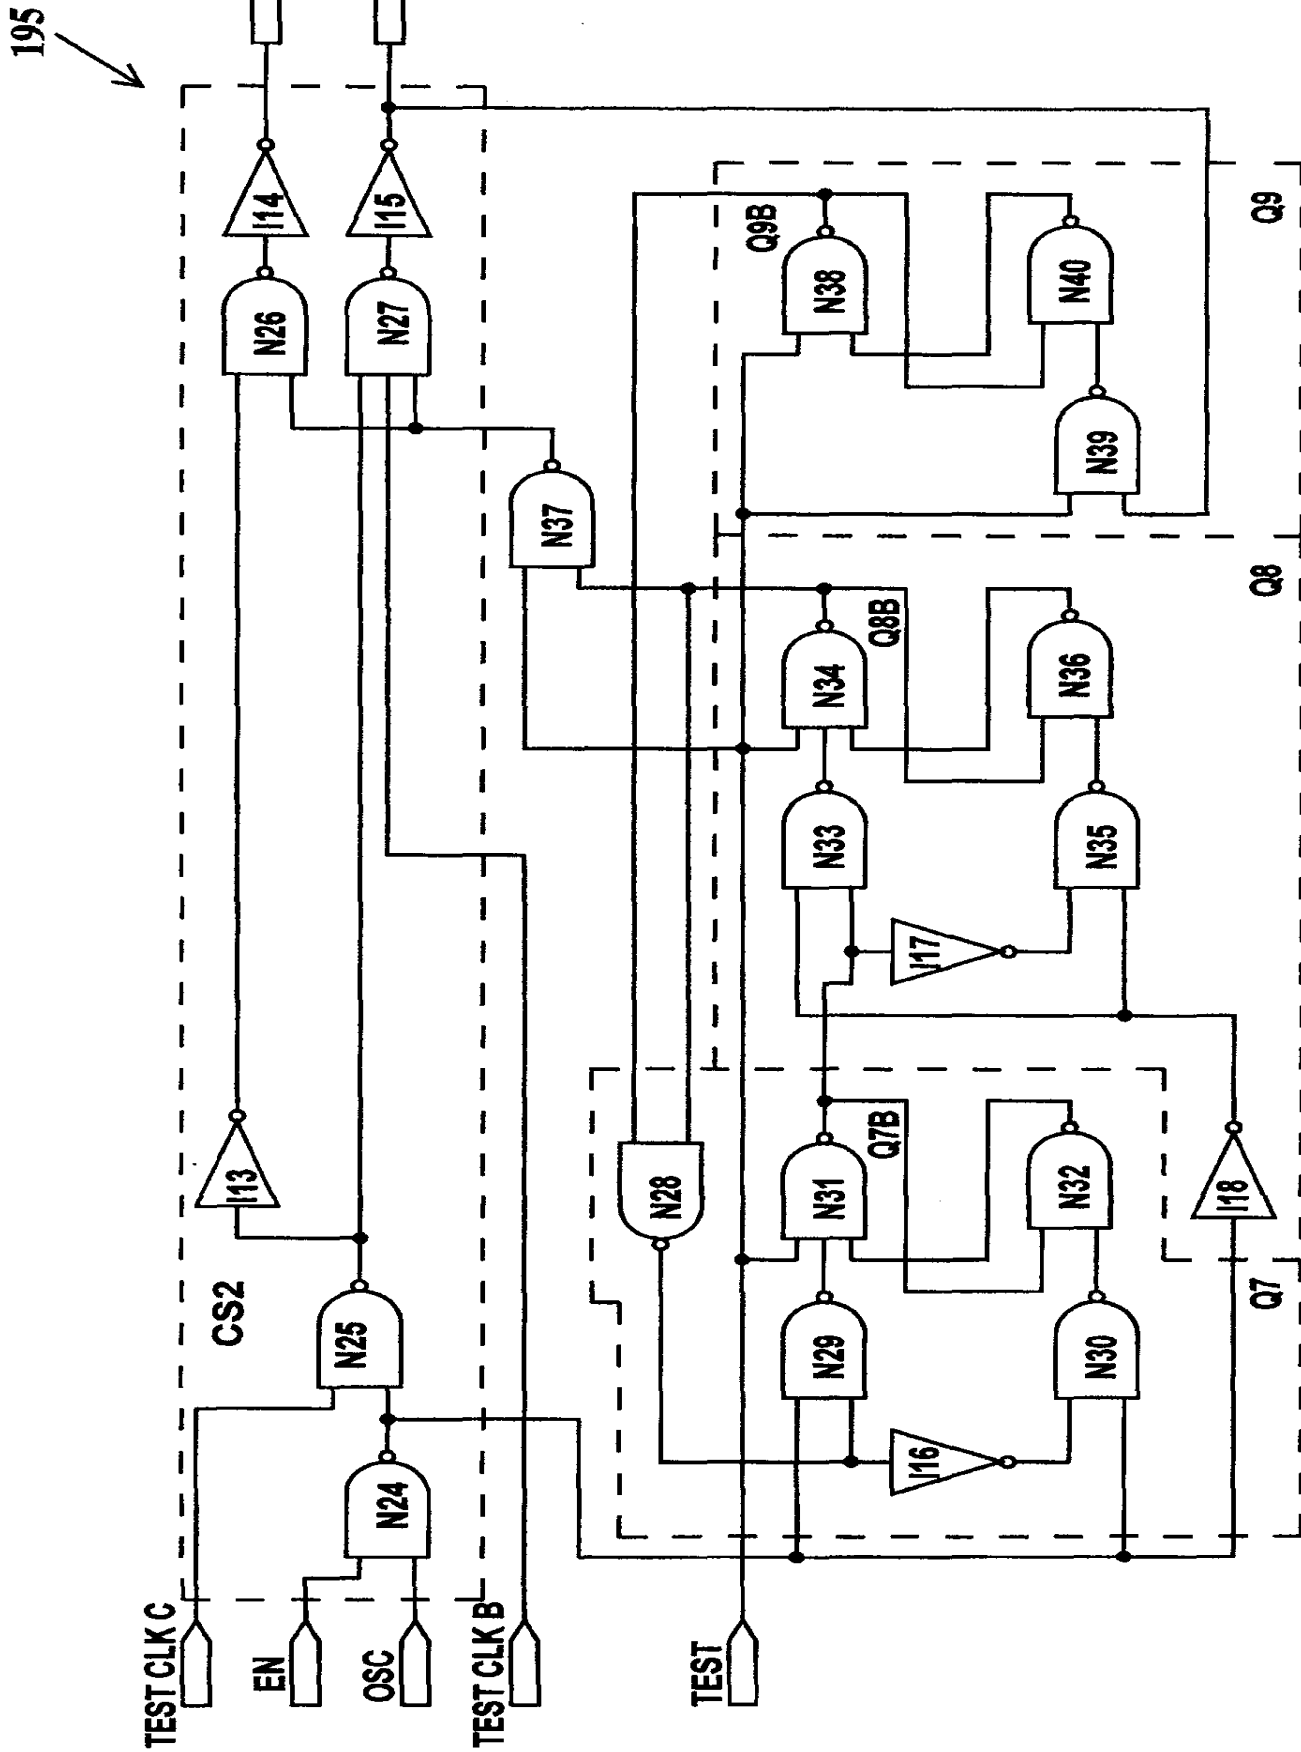 195
I14
I15
N26
N27
Q9B
N38
N40
Q9
N39
N37
Q8
Q8B
N34
N36
N33
N35
I17
I13
N28
N31
Q7B
N32
I18
CS2
N25
Q7
N29
N30
N24
I16
TEST CLK C
EN
OSC
TEST CLK B
TEST